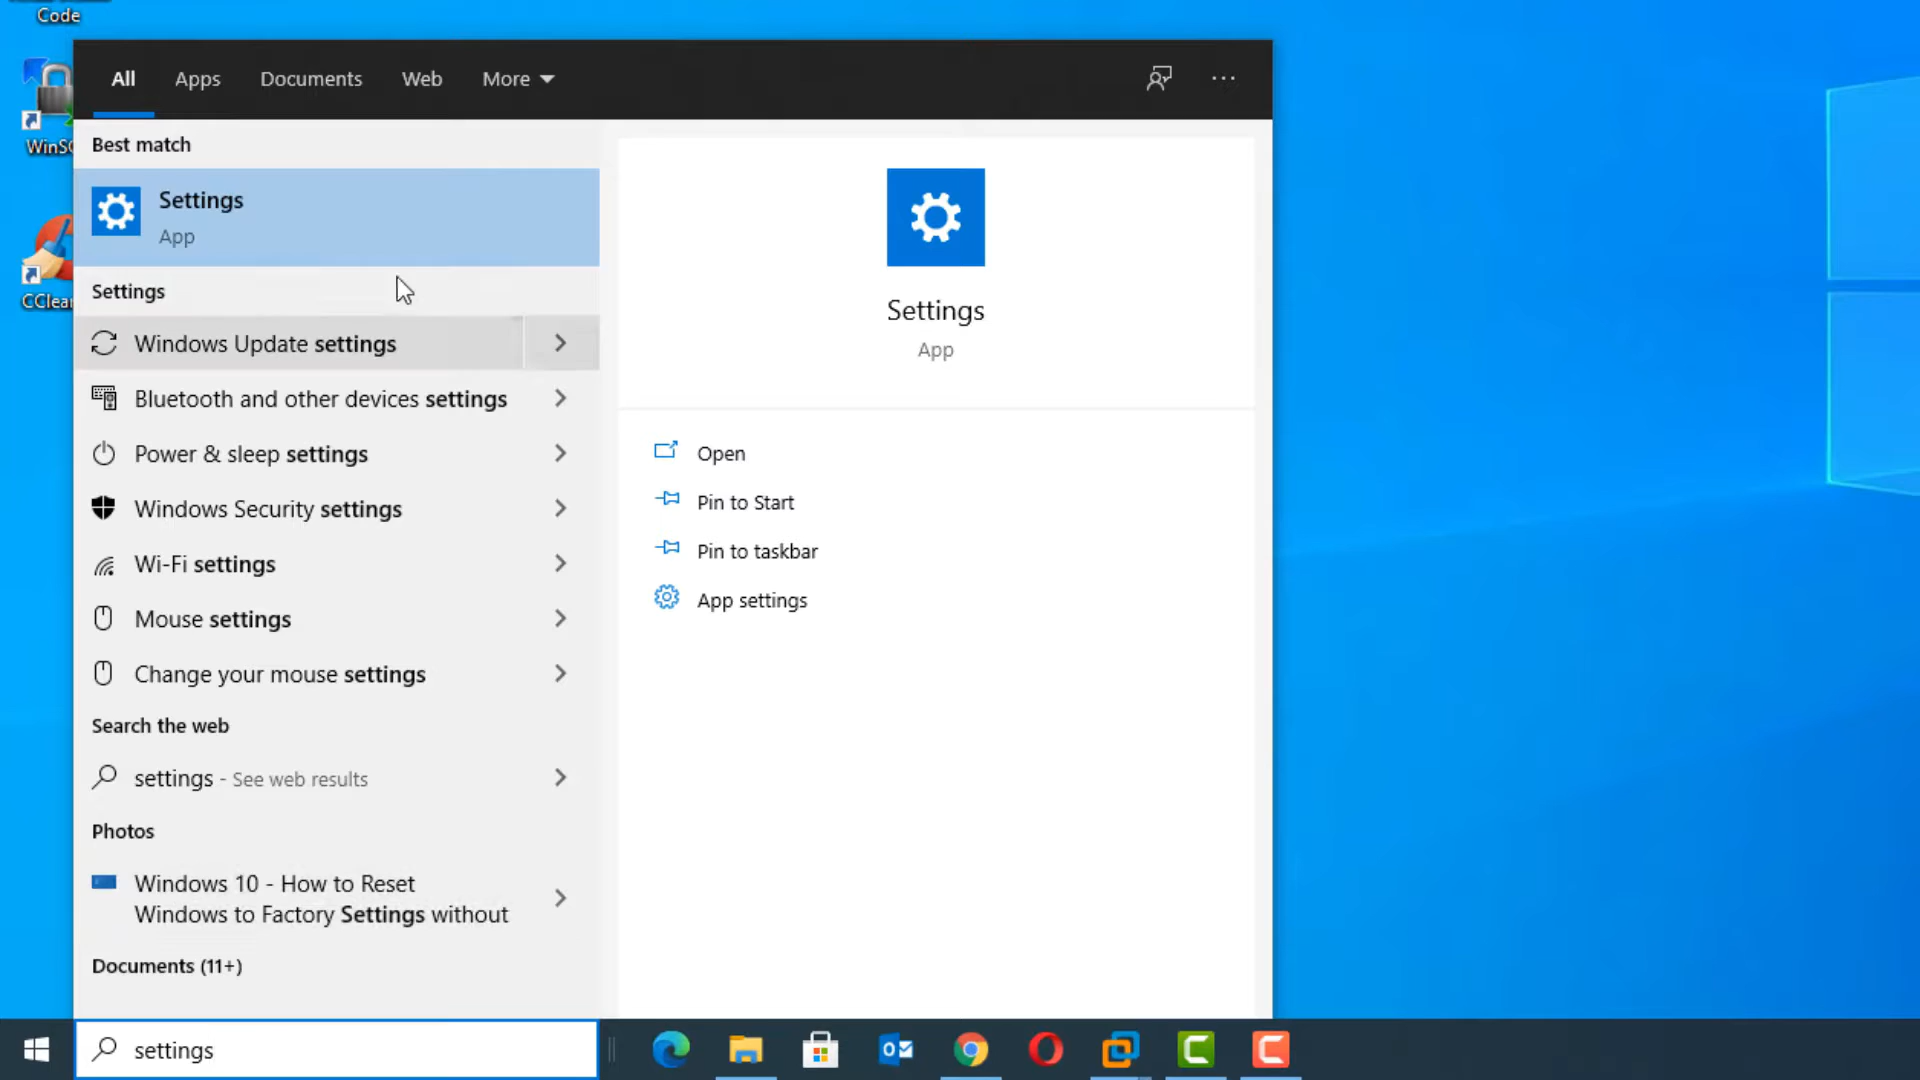 Code
WinSC
CClear
All Apps Documents Web More
Best match
Settings
App
Settings
Windows Update settings
Bluetooth and other devices settings
Power & sleep settings
Windows Security settings
Wi-Fi settings
Mouse settings
Change your mouse settings
Search the web
settings - See web results
Photos
Windows 10 - How to Reset
Windows to Factory Settings without
Documents (11+)
Settings
App
Open
Pin to Start
Pin to taskbar
App settings
settings